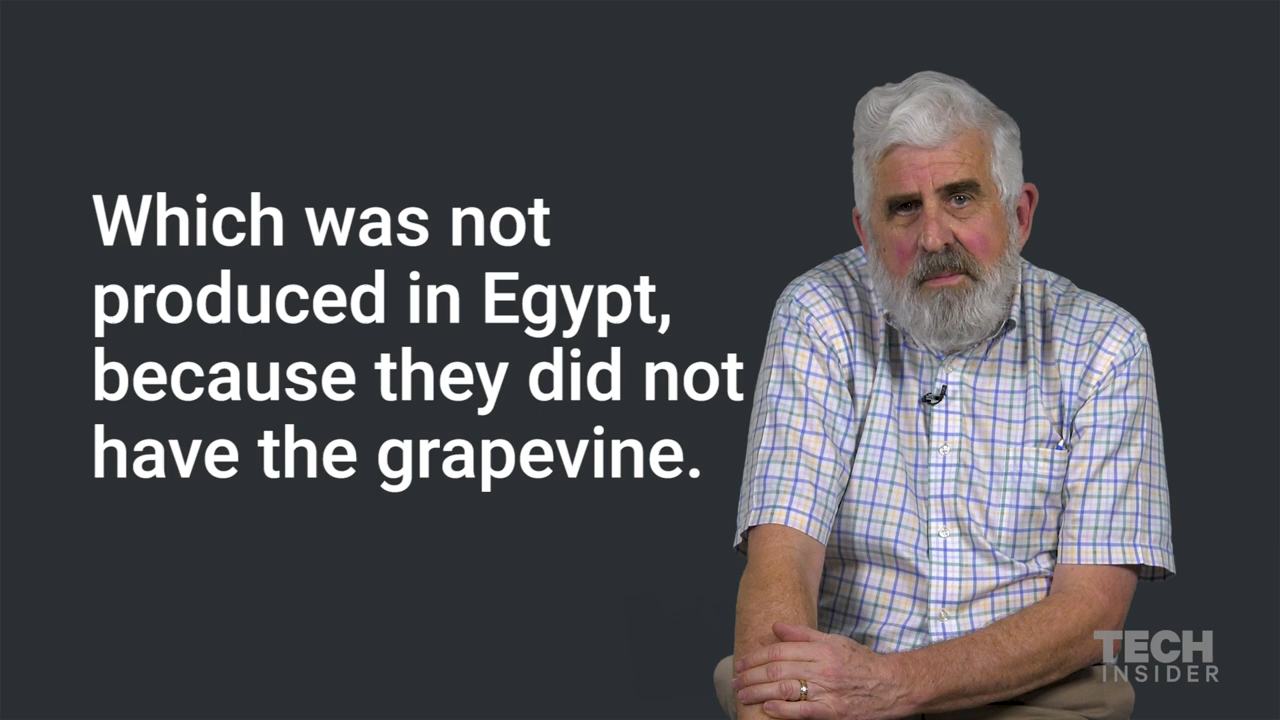 Which was not
produced in Egypt,
because they did not
have the grapevine.
TECH
INSIDER